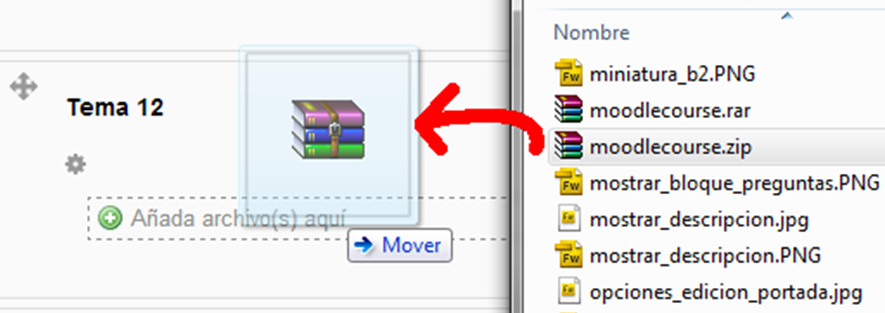 Tema 12
Añada archivo(s) aquí
Mover
Nombre
miniatura_b2.PNG
moodlecourse.rar
moodlecourse.zip
mostrar_bloque_preguntas.PNG
mostrar_descripcion.jpg
mostrar_descripcion.PNG
opciones_edicion_portada.jpg